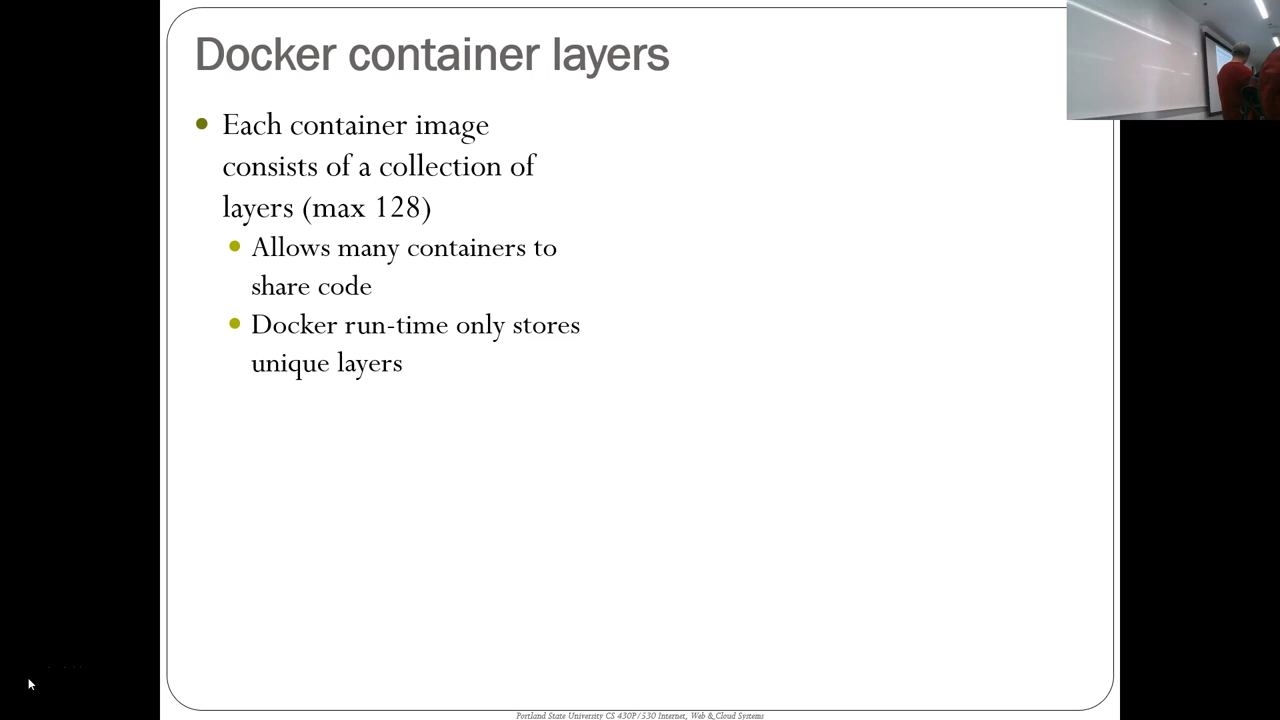 Docker container layers
Each container image
consists of a collection of
layers (max 128)
Allows many containers to
share code
Docker run-time only stores
unique layers
Portland State University CS 430P/530 Internet, Web & Cloud Systems